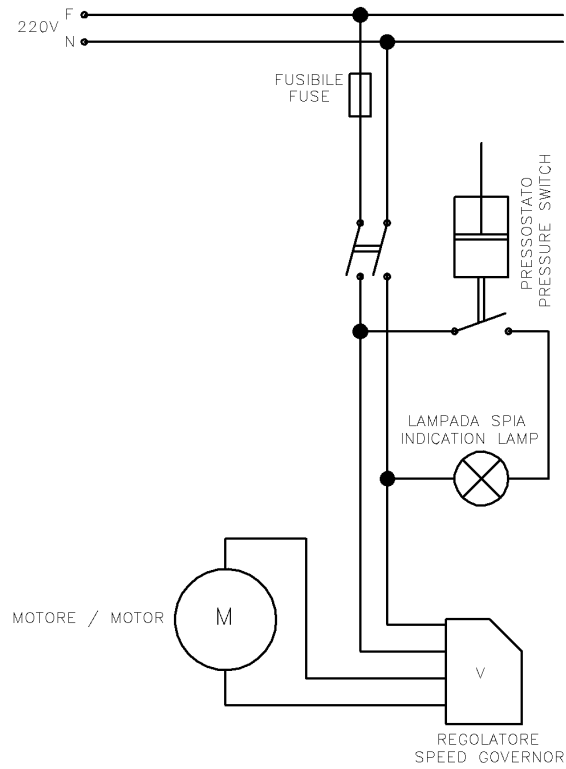 F
220V
N
FUSIBILE
FUSE
PRESSOSTATO
PRESSURE SWITCH
LAMPADA SPIA
INDICATION LAMP
MOTORE / MOTOR
M
V
REGOLATORE
SPEED GOVERNOR